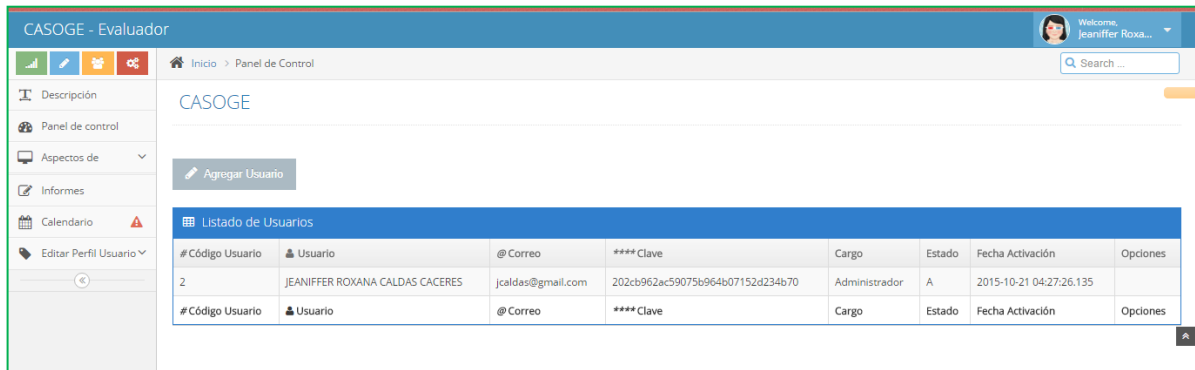 CASOGE - Evaluador
Welcome,
Jeaniffer Roxa...
Inicio > Panel de Control
Search ...
Descripción
CASOGE
Panel de control
Aspectos de
Agregar Usuario
Informes
Calendario
Editar Perfil Usuario
Listado de Usuarios
# Código Usuario Usuario @ Correo **** Clave Cargo Estado Fecha Activación Opciones
2 JEANIFFER ROXANA CALDAS CACERES jcaldas@gmail.com 202cb962ac59075b964b07152d234b70 Administrador A 2015-10-21 04:27:26.135
# Código Usuario Usuario @ Correo **** Clave Cargo Estado Fecha Activación Opciones